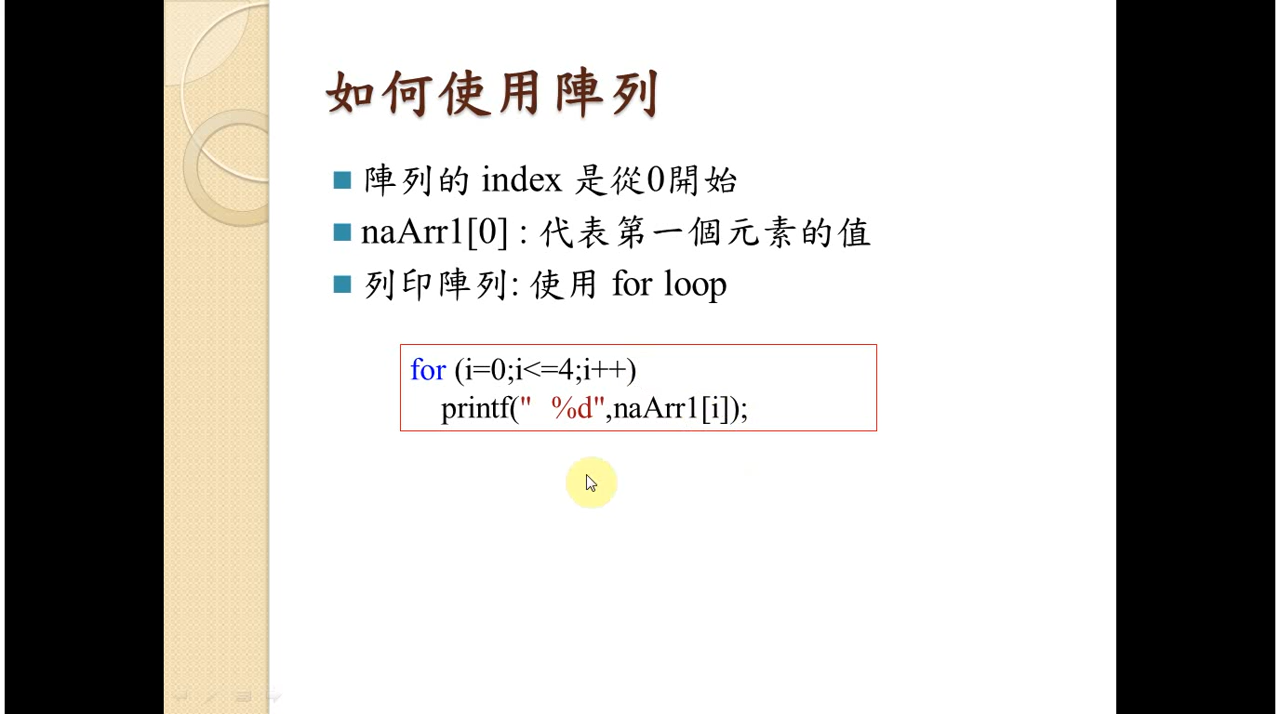 如何使用陣列
陣列的 index 是從0開始
naArr1[0] : 代表第一個元素的值
列印陣列: 使用 for loop
for (i=0;i<=4;i++)
printf("  %d",naArr1[i]);